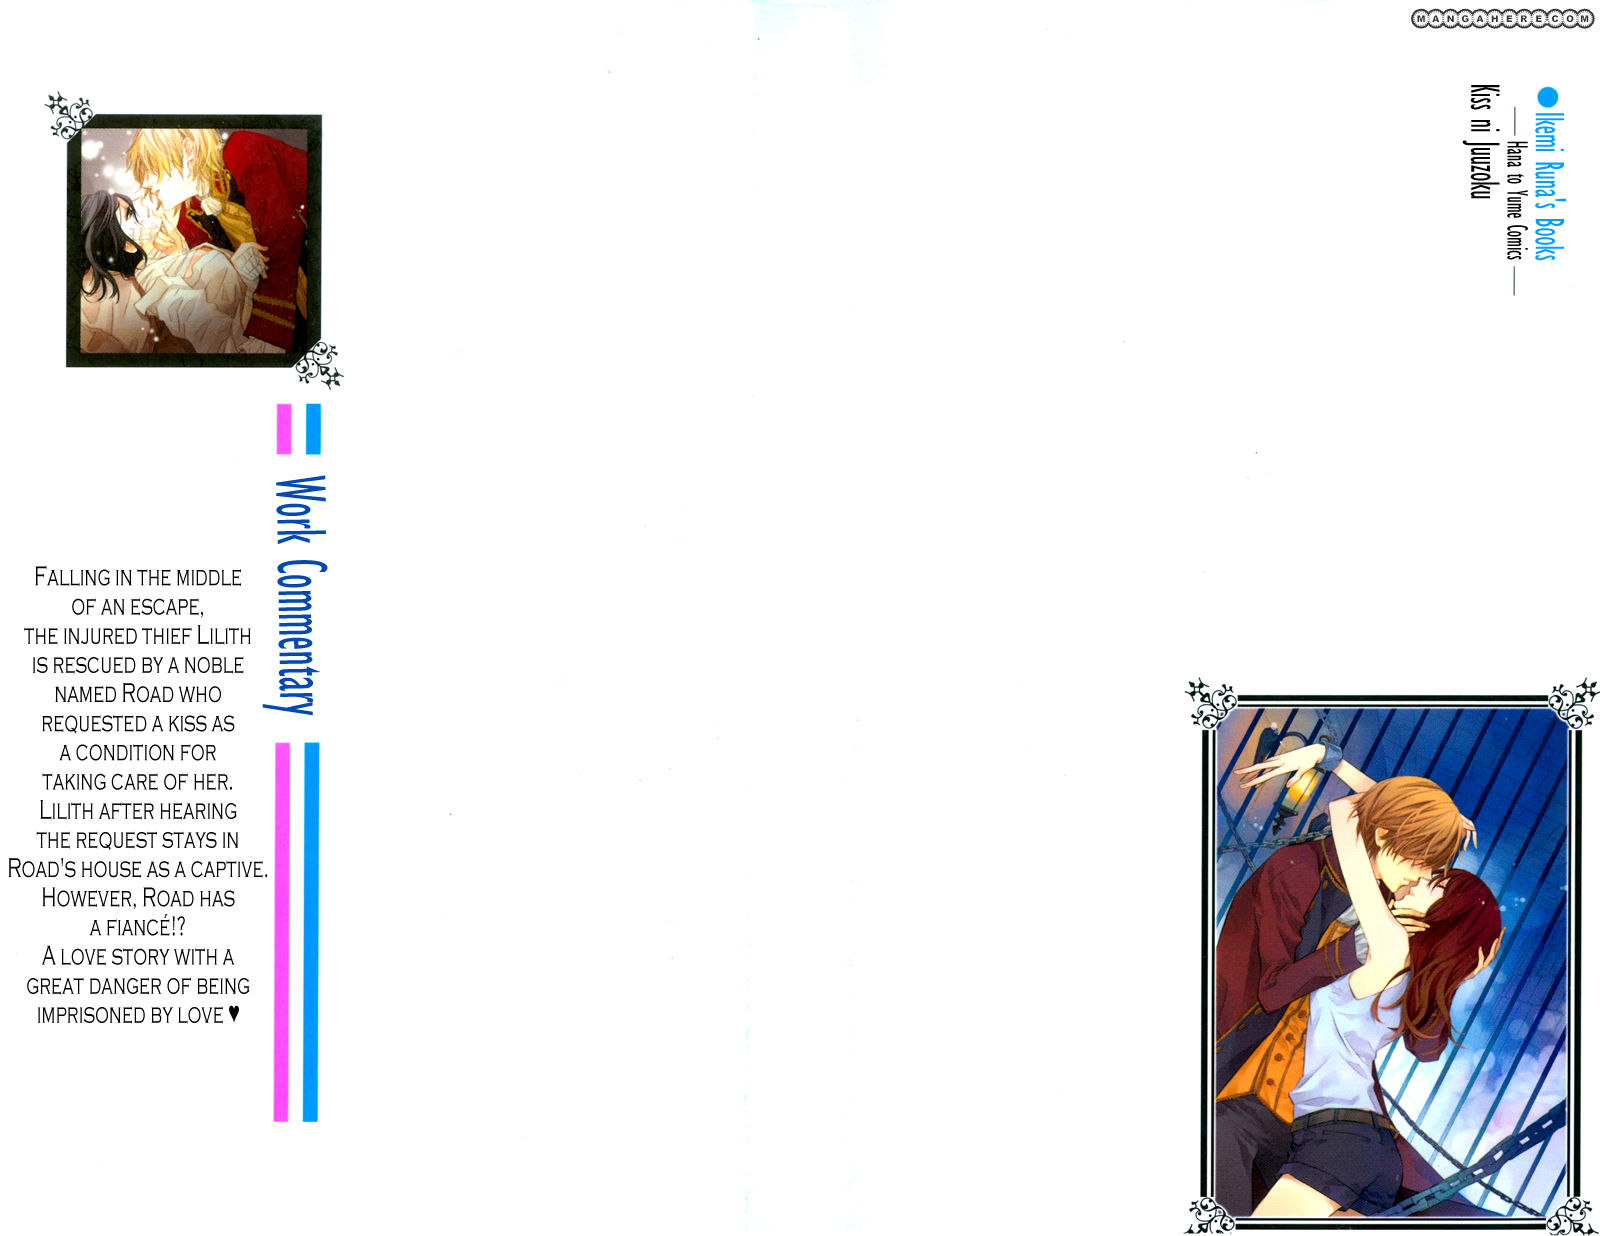 MANGAHERE.COM
●Ikemi Runa's Books
— Hana to Yume Comics —
Kiss ni Juuzoku
Work Commentary
Falling in the middle
of an escape,
the injured thief Lilith
is rescued by a noble
named Road who
requested a kiss as
a condition for
taking care of her.
Lilith after hearing
the request stays in
Road's house as a captive.
However, Road has
a fiancé!?
A love story with a
great danger of being
imprisoned by love ♥